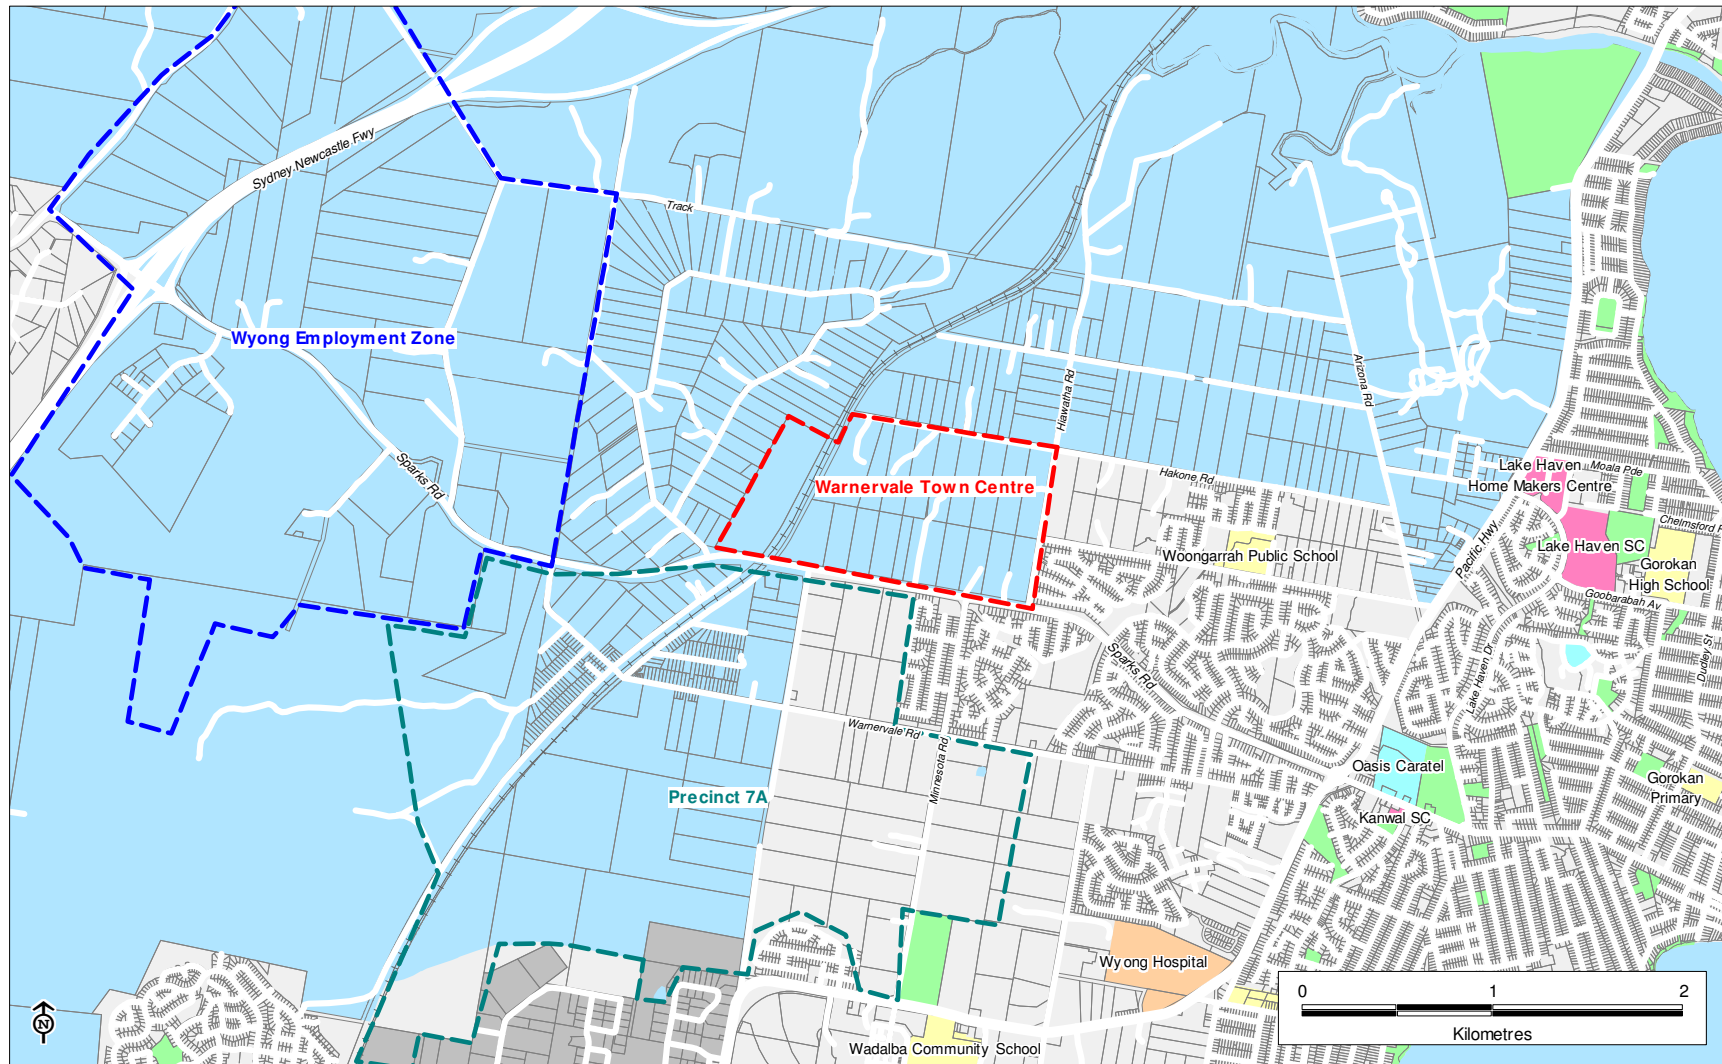 Sydney Newcastle Fwy
Track
Wyong Employment Zone
Hiawatha Rd
Arizona Rd
Sparks Rd
Warnervale Town Centre
Hakone Rd
Lake Haven
Home Makers Centre
Moala Pde
Chelmsford R
Pacific Hwy
Lake Haven SC
Woongarrah Public School
Gorokan
High School
Goobarabah Av
Dudley St
Lake Haven Dr
Sparks Rd
Warnervale Rd
Minnesota Rd
Precinct 7A
Oasis Caratel
Kanwal SC
Gorokan
Primary
Wyong Hospital
Wadalba Community School
N
0 1 2
Kilometres